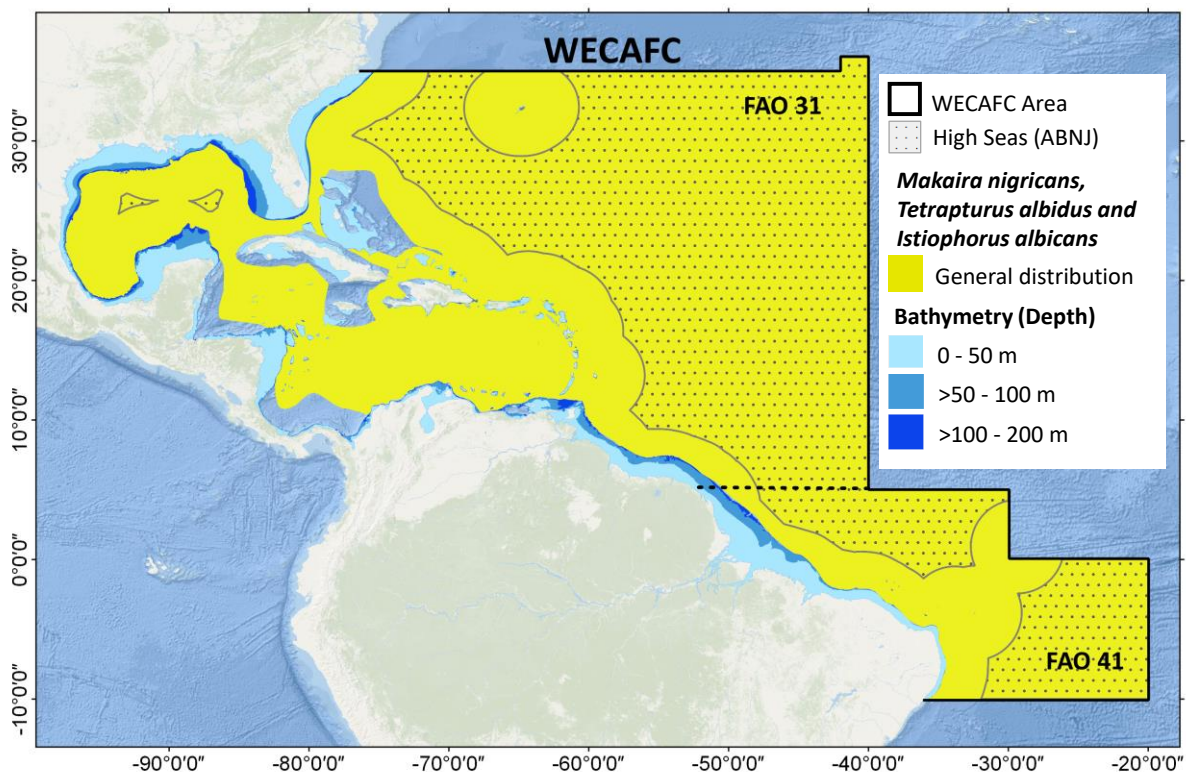 WECAFC
FAO 31
WECAFC Area
High Seas (ABNJ)
Makaira nigricans,
Tetrapturus albidus and
Istiophorus albicans
General distribution
Bathymetry (Depth)
0 - 50 m
>50 - 100 m
>100 - 200 m
FAO 41
30°0'0"
20°0'0"
10°0'0"
0°0'0"
-10°0'0"
-90°0'0"
-80°0'0"
-70°0'0"
-60°0'0"
-50°0'0"
-40°0'0"
-30°0'0"
-20°0'0"